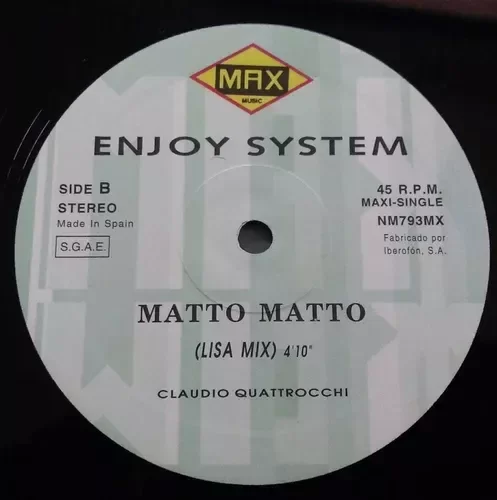 MAX
MUSIC
ENJOY SYSTEM
SIDE B
STEREO
Made In Spain
S.G.A.E.
45 R.P.M.
MAXI-SINGLE
NM793MX
Fabricado por
Iberofón, S.A.
MATTO MATTO
(LISA MIX) 4'10"
CLAUDIO QUATTROCCHI